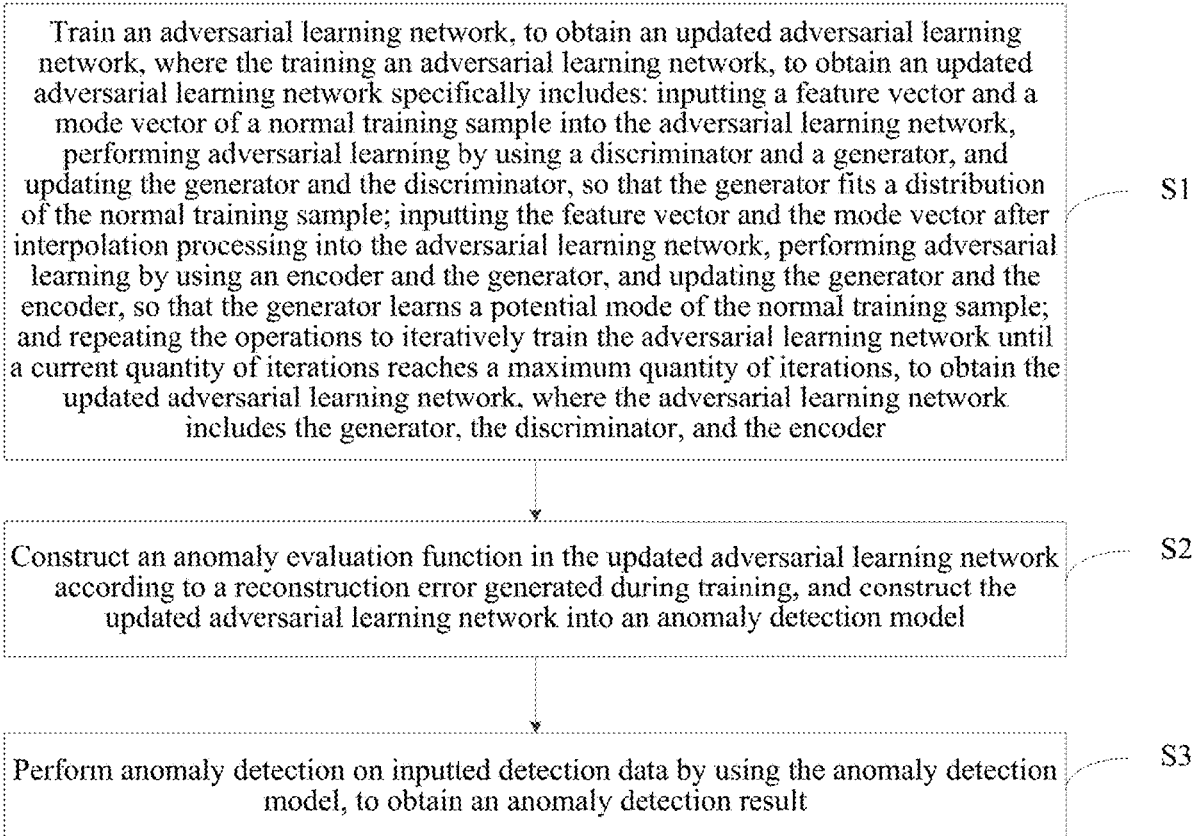 Train an adversarial learning network, to obtain an updated adversarial learning
network, where the training an adversarial learning network, to obtain an updated
adversarial learning network specifically includes: inputting a feature vector and a
mode vector of a normal training sample into the adversarial learning network,
performing adversarial learning by using a discriminator and a generator, and
updating the generator and the discriminator, so that the generator fits a distribution
of the normal training sample; inputting the feature vector and the mode vector after
interpolation processing into the adversarial learning network, performing adversarial
learning by using an encoder and the generator, and updating the generator and the
encoder, so that the generator learns a potential mode of the normal training sample;
and repeating the operations to iteratively train the adversarial learning network until
a current quantity of iterations reaches a maximum quantity of iterations, to obtain the
updated adversarial learning network, where the adversarial learning network
includes the generator, the discriminator, and the encoder
S1
Construct an anomaly evaluation function in the updated adversarial learning network
according to a reconstruction error generated during training, and construct the
updated adversarial learning network into an anomaly detection model
S2
Perform anomaly detection on inputted detection data by using the anomaly detection
model, to obtain an anomaly detection result
S3